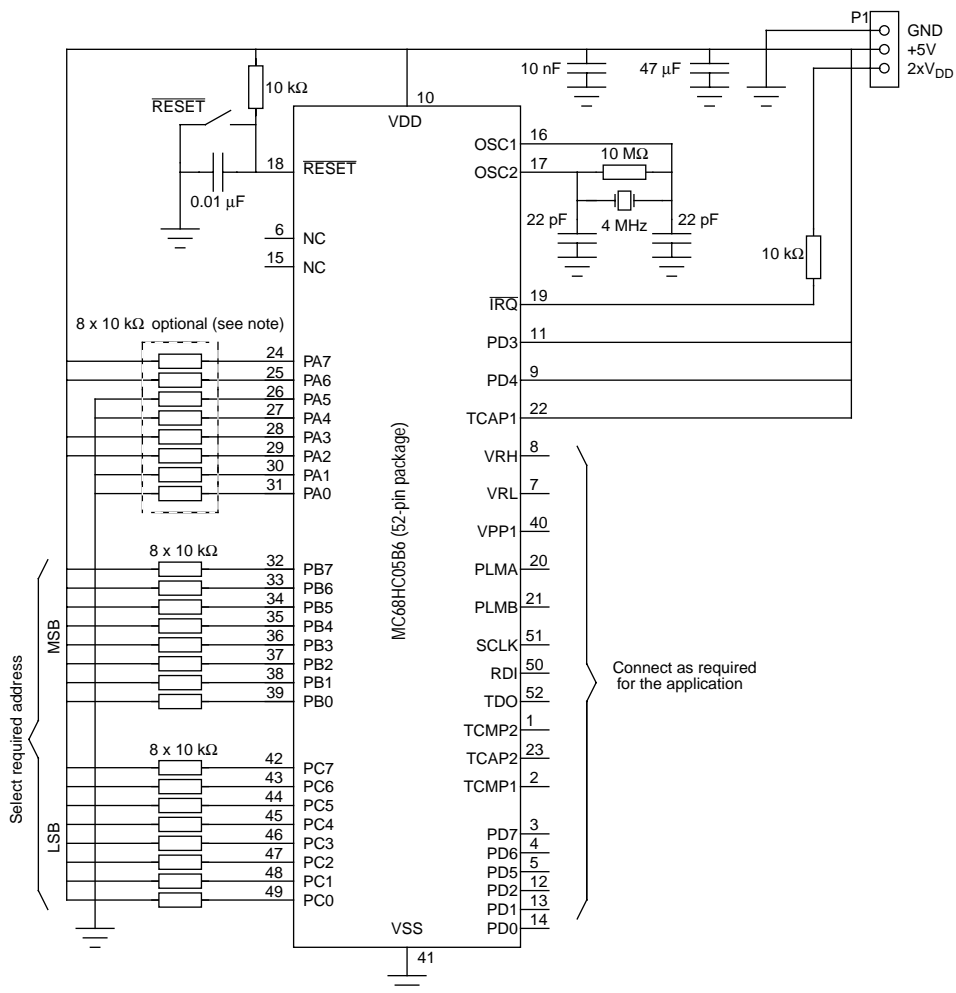 P1
GND
+5V
2xVDD
10 nF
47 µF
10 kΩ
RESET
0.01 µF
10
VDD
18
RESET
6
NC
15
NC
16
OSC1
17
OSC2
10 MΩ
22 pF
4 MHz
22 pF
10 kΩ
19
IRQ
11
PD3
9
PD4
22
TCAP1
8 x 10 kΩ optional (see note)
24
PA7
25
PA6
26
PA5
27
PA4
28
PA3
29
PA2
30
PA1
31
PA0
MC68HC05B6 (52-pin package)
VRH
8
VRL
7
VPP1
40
PLMA
20
PLMB
21
SCLK
51
RDI
50
TDO
52
TCMP2
1
TCAP2
23
TCMP1
2
PD7
3
PD6
4
PD5
5
PD2
12
PD1
13
PD0
14
Connect as required
for the application
8 x 10 kΩ
32
PB7
33
PB6
34
PB5
35
PB4
36
PB3
37
PB2
38
PB1
39
PB0
8 x 10 kΩ
42
PC7
43
PC6
44
PC5
45
PC4
46
PC3
47
PC2
48
PC1
49
PC0
Select required address
MSB
LSB
VSS
41